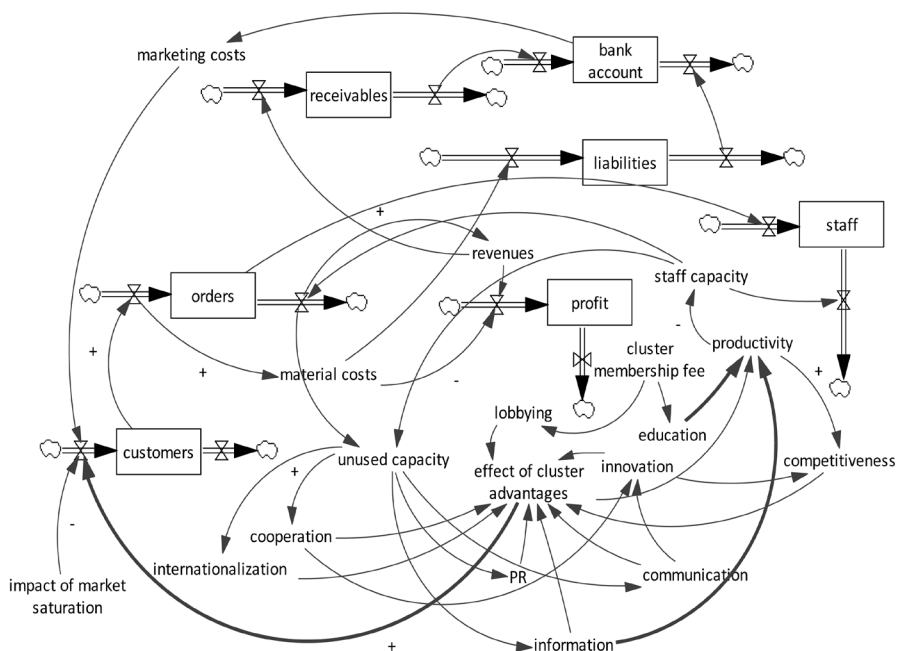 marketing costs
bank
account
receivables
liabilities
+
staff
revenues
staff capacity
orders
profit
-
productivity
+
cluster
membership fee
+
+
material costs
-
lobbying
education
customers
unused capacity
innovation
competitiveness
effect of cluster
advantages
+
-
cooperation
internationalization
PR
communication
impact of market
saturation
+
information